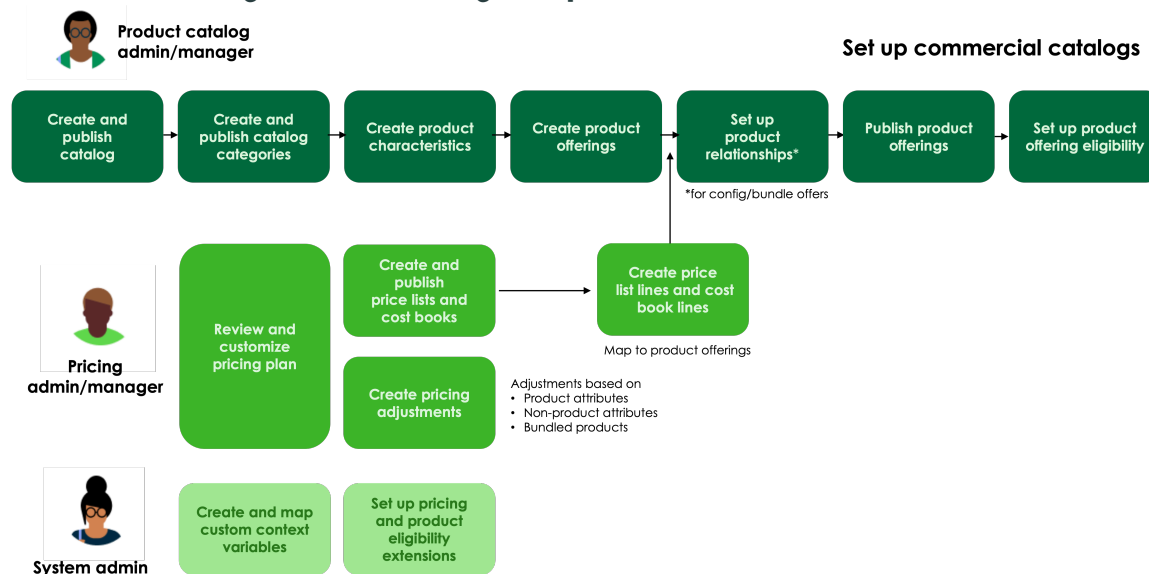 Product catalog
admin/manager
Set up commercial catalogs
Create and
publish
catalog
Create and
publish catalog
categories
Create product
characteristics
Create product
offerings
Set up
product
relationships*
Publish product
offerings
Set up product
offering eligibility
*for config/bundle offers
Pricing
admin/manager
Review and
customize
pricing plan
Create and
publish
price lists and
cost books
Create price
list lines and cost
book lines
Map to product offerings
Create pricing
adjustments
Adjustments based on
• Product attributes
• Non-product attributes
• Bundled products
System admin
Create and map
custom context
variables
Set up pricing
and product
eligibility
extensions